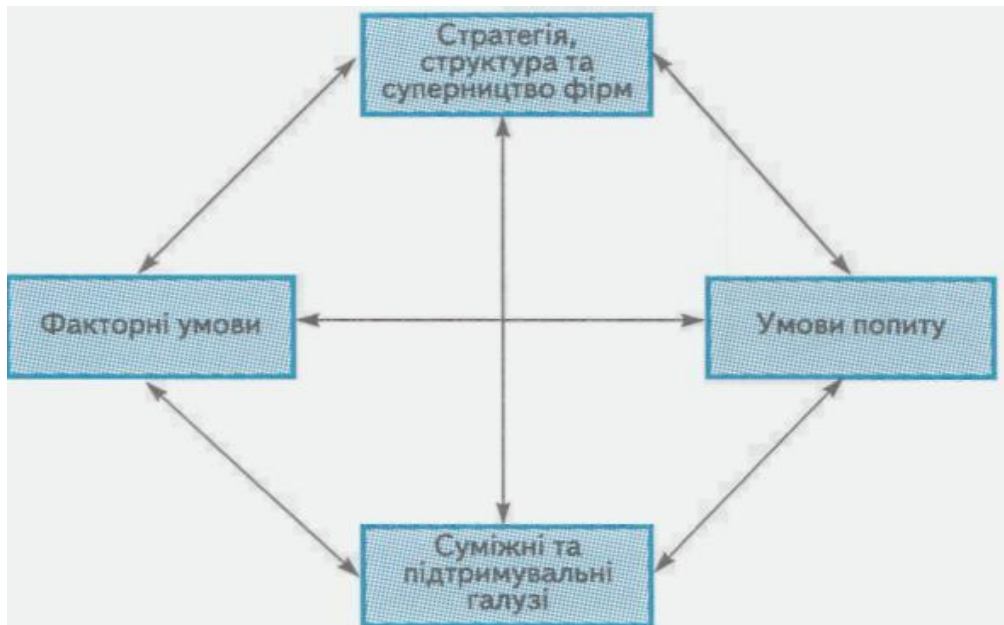 Стратегія,
структура та
суперництво фірм
Факторні умови
Умови попиту
Суміжні та
підтримувальні
галузі